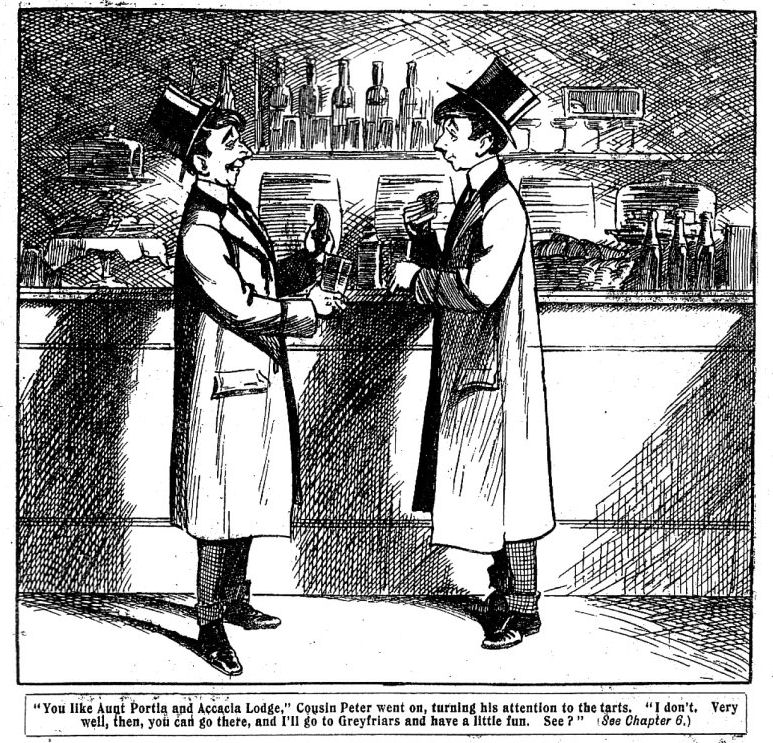 "You like Aunt Portia and Accacia Lodge," Cousin Peter went on, turning his attention to the tarts. "I don't. Very
well, then, you can go there, and I'll go to Greyfriars and have a little fun. See?" (See Chapter 6.)